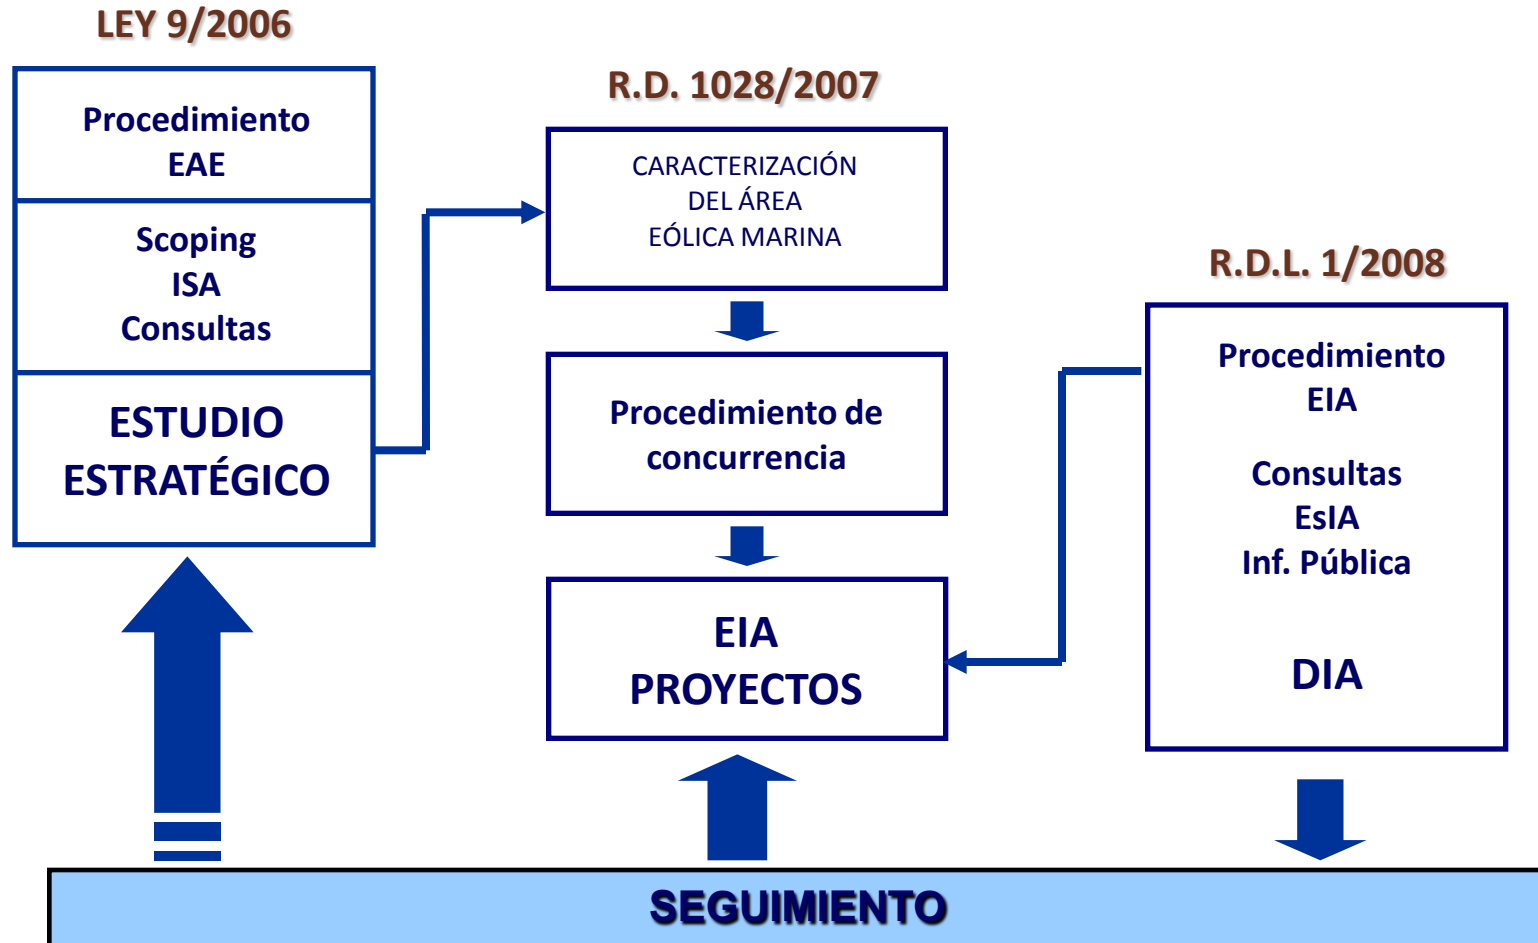 LEY 9/2006
Procedimiento
EAE
Scoping
ISA
Consultas
ESTUDIO
ESTRATÉGICO
R.D. 1028/2007
CARACTERIZACIÓN
DEL ÁREA
EÓLICA MARINA
Procedimiento de
concurrencia
EIA
PROYECTOS
R.D.L. 1/2008
Procedimiento
EIA
Consultas
EsIA
Inf. Pública
DIA
SEGUIMIENTO